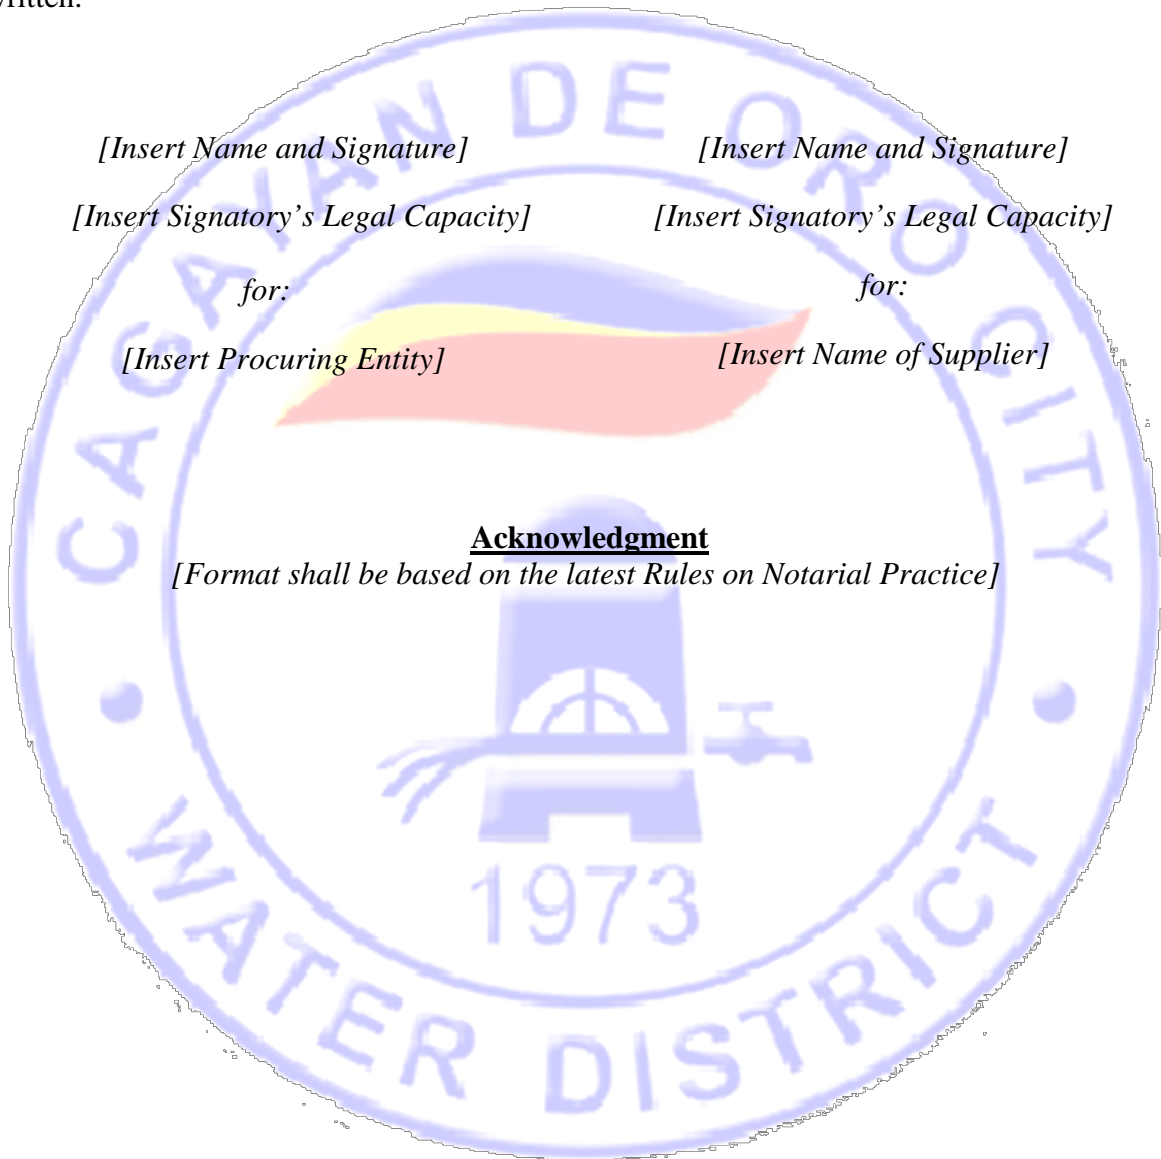 [Insert Name and Signature] [Insert Name and Signature]
[Insert Signatory’s Legal Capacity] [Insert Signatory’s Legal Capacity]
for: for:
[Insert Procuring Entity] [Insert Name of Supplier]
Acknowledgment
[Format shall be based on the latest Rules on Notarial Practice]
CAGAYAN DE ORO CITY
1973
WATER DISTRICT